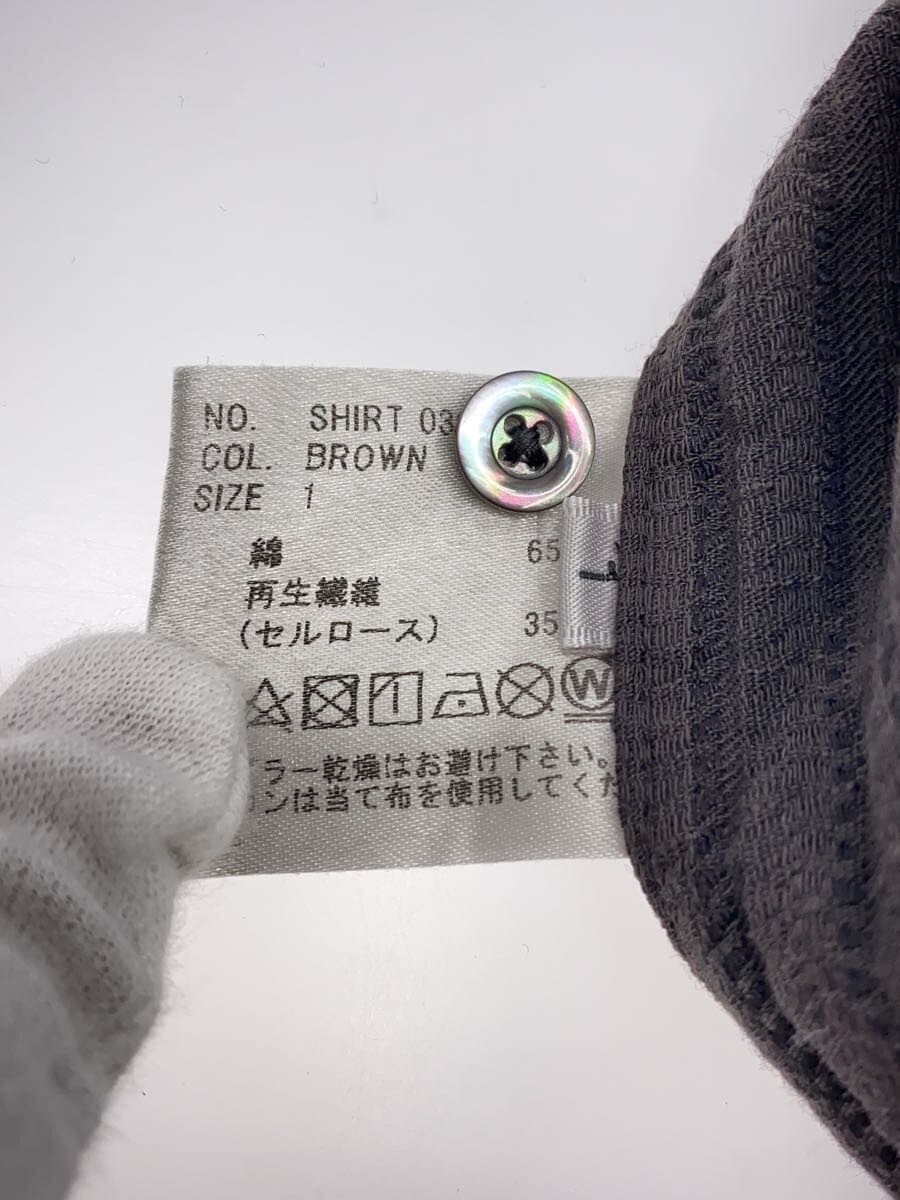 NO. SHIRT 03
COL. BROWN
SIZE 1
綿 65
再生繊維
(セルロース) 35
W
ラー乾燥はお避け下さい。
ンは当て布を使用してくだ